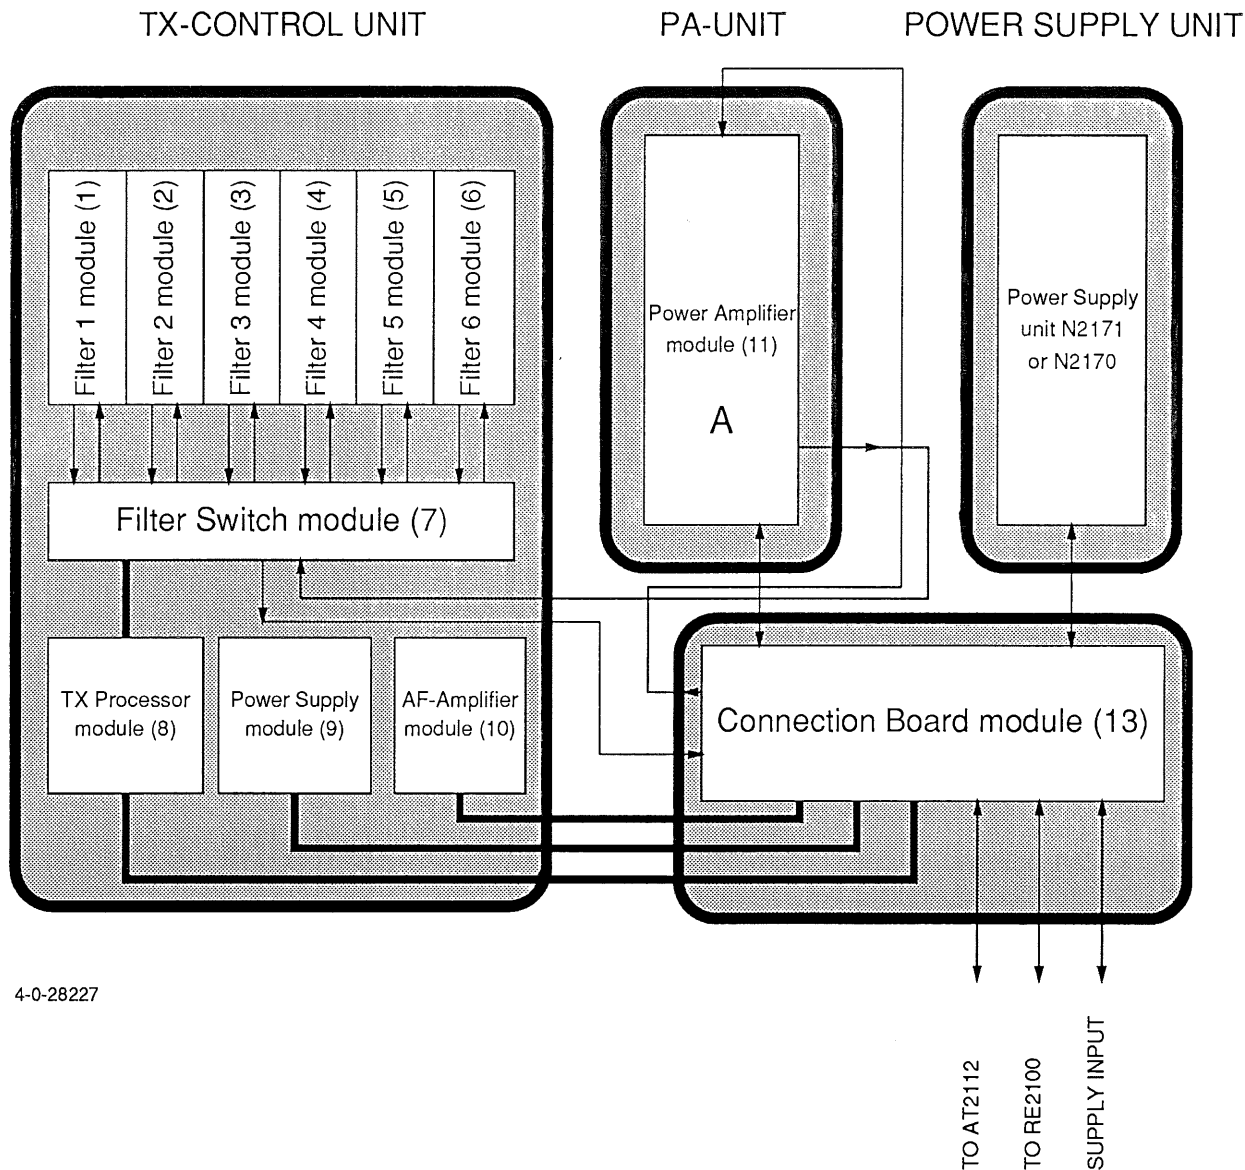 TX-CONTROL UNIT
PA-UNIT
POWER SUPPLY UNIT
Filter 1 module (1)
Filter 2 module (2)
Filter 3 module (3)
Filter 4 module (4)
Filter 5 module (5)
Filter 6 module (6)
Power Amplifier
module (11)
A
Power Supply
unit N2171
or N2170
Filter Switch module (7)
TX Processor
module (8)
Power Supply
module (9)
AF-Amplifier
module (10)
Connection Board module (13)
4-0-28227
TO AT2112
TO RE2100
SUPPLY INPUT